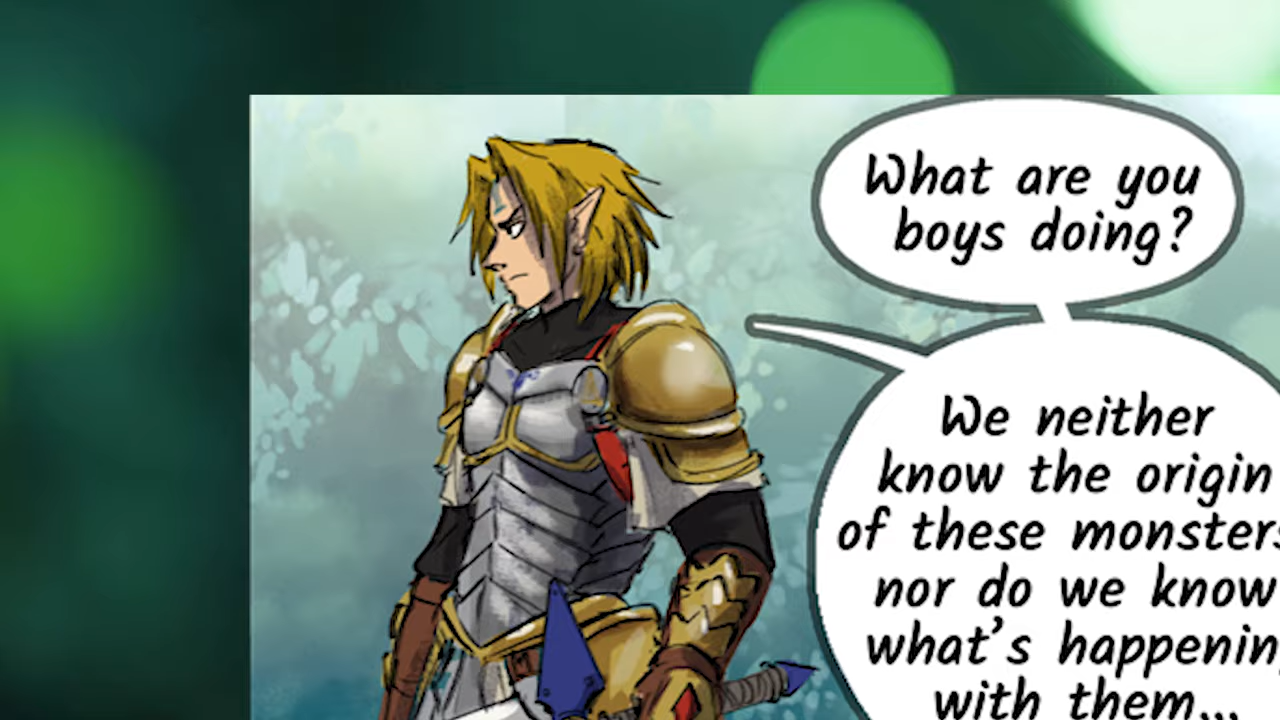 What are you
boys doing?
We neither
know the origin
of these monsters
nor do we know
what's happenin
with them...